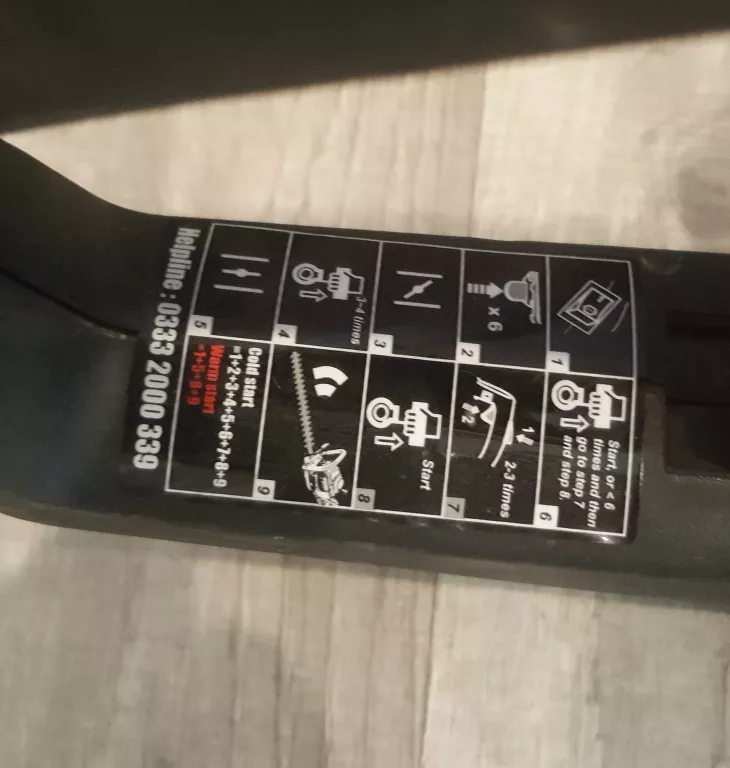 1
x 6
2
3
3-4 times
4
5
Start, or < 6
times and then
go to step 7
and step 8.
6
1
2
2-3 times
7
Start
8
9
Cold start
=1+2+3+4+5+6+7+8+9
Warm start
=1+5+8+9
Helpline : 0333 2000 339